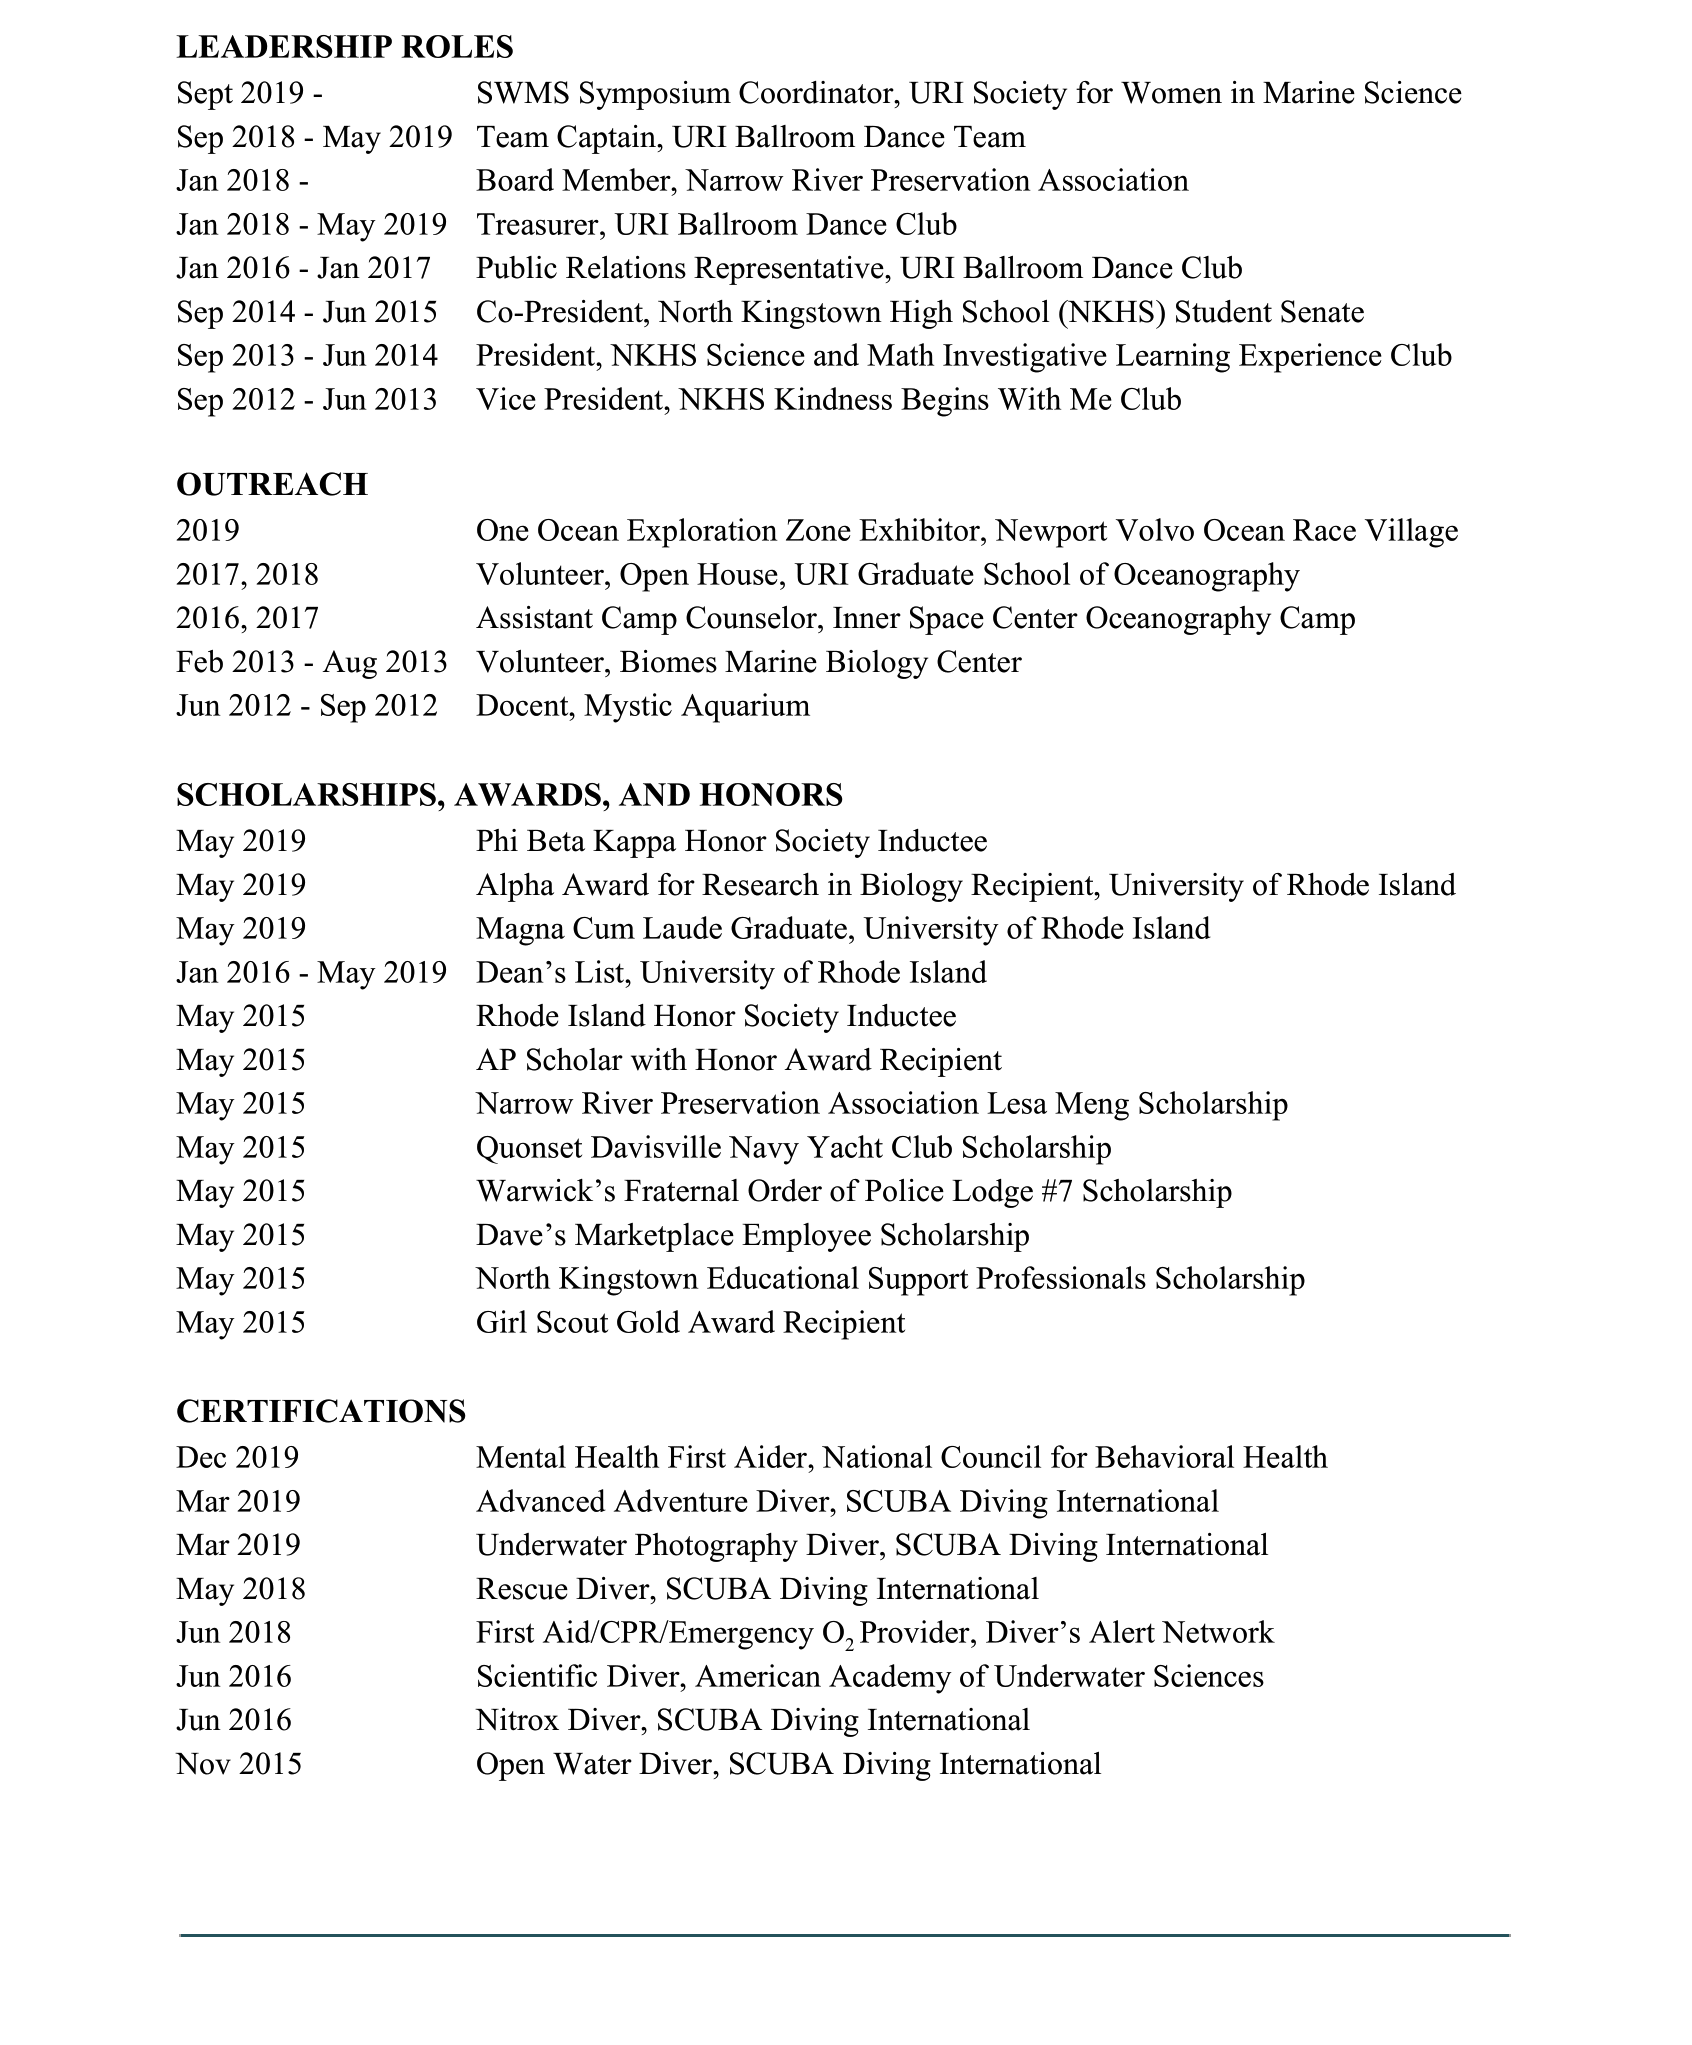 LEADERSHIP ROLES
Sept 2019 - SWMS Symposium Coordinator, URI Society for Women in Marine Science
Sep 2018 - May 2019 Team Captain, URI Ballroom Dance Team
Jan 2018 - Board Member, Narrow River Preservation Association
Jan 2018 - May 2019 Treasurer, URI Ballroom Dance Club
Jan 2016 - Jan 2017 Public Relations Representative, URI Ballroom Dance Club
Sep 2014 - Jun 2015 Co-President, North Kingstown High School (NKHS) Student Senate
Sep 2013 - Jun 2014 President, NKHS Science and Math Investigative Learning Experience Club
Sep 2012 - Jun 2013 Vice President, NKHS Kindness Begins With Me Club
OUTREACH
2019 One Ocean Exploration Zone Exhibitor, Newport Volvo Ocean Race Village
2017, 2018 Volunteer, Open House, URI Graduate School of Oceanography
2016, 2017 Assistant Camp Counselor, Inner Space Center Oceanography Camp
Feb 2013 - Aug 2013 Volunteer, Biomes Marine Biology Center
Jun 2012 - Sep 2012 Docent, Mystic Aquarium
SCHOLARSHIPS, AWARDS, AND HONORS
May 2019 Phi Beta Kappa Honor Society Inductee
May 2019 Alpha Award for Research in Biology Recipient, University of Rhode Island
May 2019 Magna Cum Laude Graduate, University of Rhode Island
Jan 2016 - May 2019 Dean’s List, University of Rhode Island
May 2015 Rhode Island Honor Society Inductee
May 2015 AP Scholar with Honor Award Recipient
May 2015 Narrow River Preservation Association Lesa Meng Scholarship
May 2015 Quonset Davisville Navy Yacht Club Scholarship
May 2015 Warwick’s Fraternal Order of Police Lodge #7 Scholarship
May 2015 Dave’s Marketplace Employee Scholarship
May 2015 North Kingstown Educational Support Professionals Scholarship
May 2015 Girl Scout Gold Award Recipient
CERTIFICATIONS
Dec 2019 Mental Health First Aider, National Council for Behavioral Health
Mar 2019 Advanced Adventure Diver, SCUBA Diving International
Mar 2019 Underwater Photography Diver, SCUBA Diving International
May 2018 Rescue Diver, SCUBA Diving International
Jun 2018 First Aid/CPR/Emergency O₂ Provider, Diver’s Alert Network
Jun 2016 Scientific Diver, American Academy of Underwater Sciences
Jun 2016 Nitrox Diver, SCUBA Diving International
Nov 2015 Open Water Diver, SCUBA Diving International